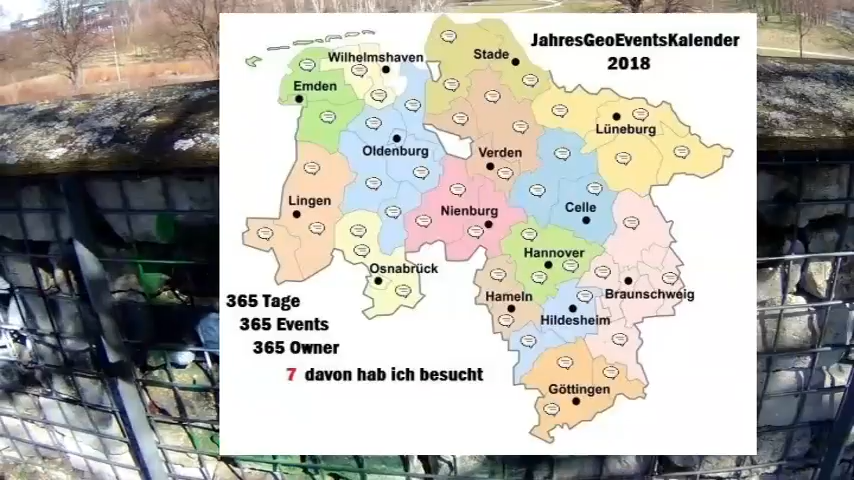 JahresGeoEventsKalender
2018
Wilhelmshaven
Stade
Emden
Lüneburg
Oldenburg
Verden
Lingen
Nienburg
Celle
Hannover
Osnabrück
Hameln
Braunschweig
Hildesheim
Göttingen
365 Tage
365 Events
365 Owner
7 davon hab ich besucht